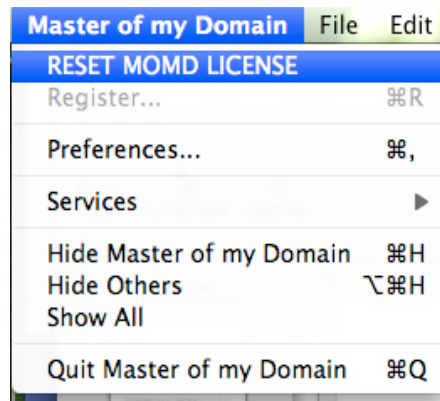 Master of my Domain File Edit
RESET MOMD LICENSE
Register... ⌘R
Preferences... ⌘,
Services ▶
Hide Master of my Domain ⌘H
Hide Others ⌥⌘H
Show All
Quit Master of my Domain ⌘Q